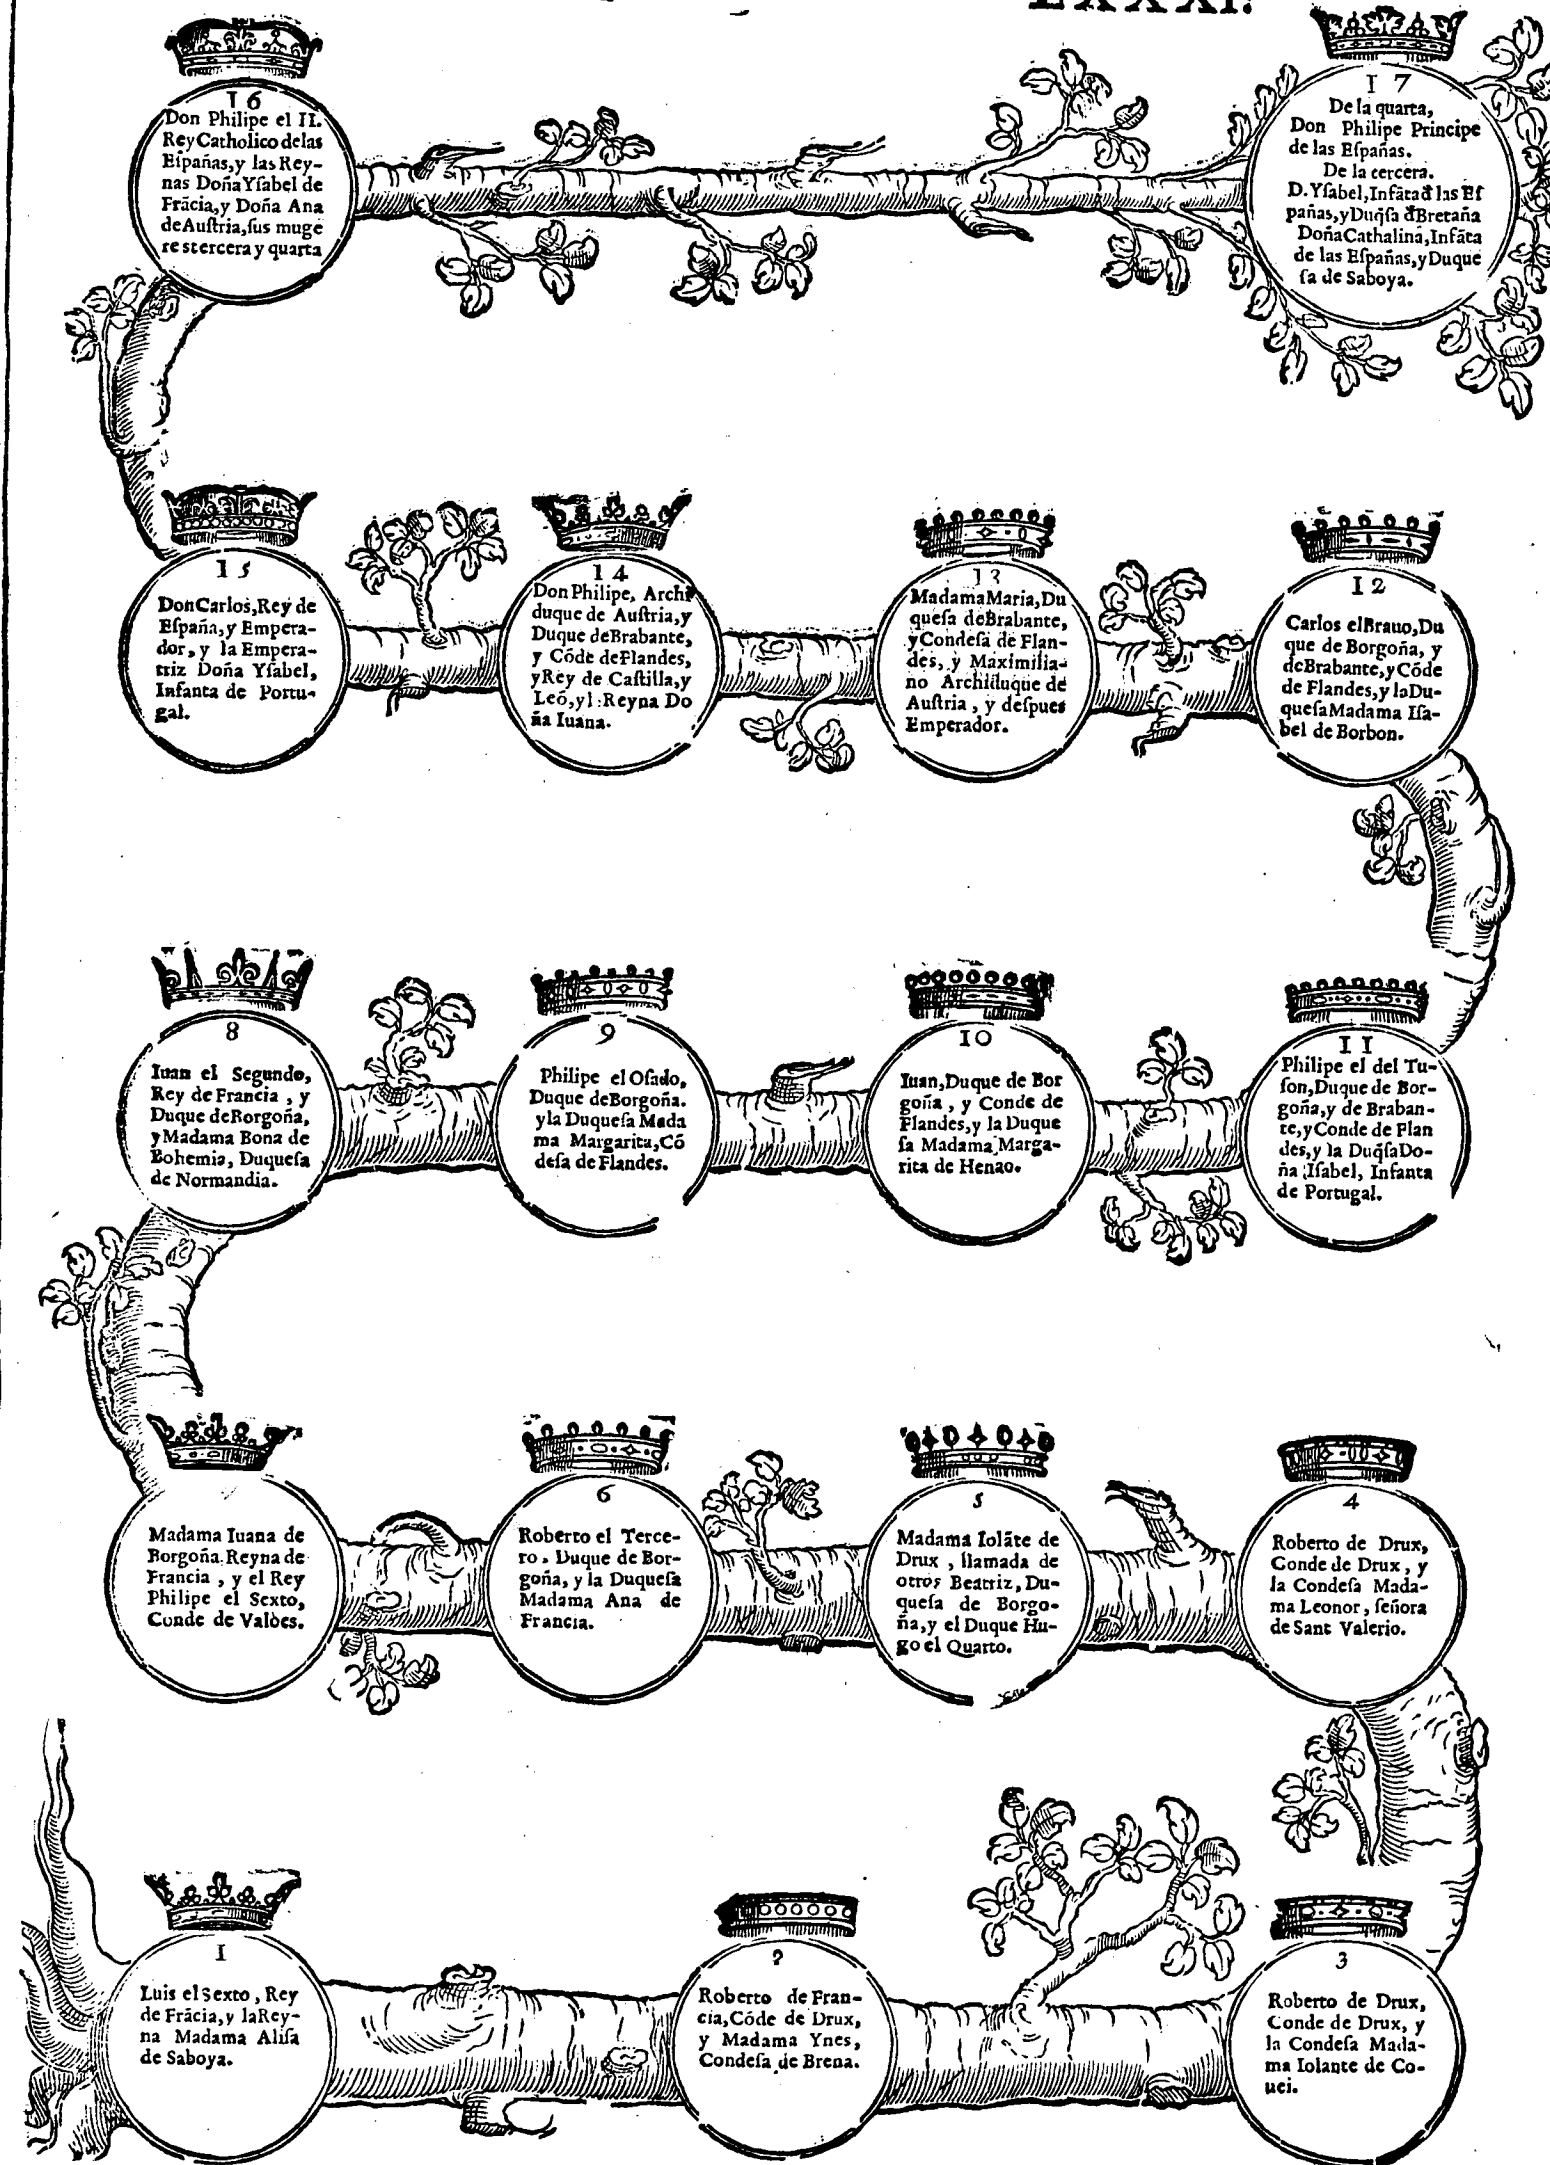 LXXXI.
16
Don Philipe el II.
Rey Catholico de las
Eſpañas, y las Rey-
nas Doña Yſabel de
Frãcia, y Doña Ana
de Auſtria, ſus muge
res tercera y quarta
17
De la quarta,
Don Philipe Principe
de las Eſpañas.
De la tercera.
D. Yſabel, Infãta đ las Eſ
pañas, y Duq̃ſa đ Bretaña
Doña Cathalina, Infãta
de las Eſpañas, y Duque
ſa de Saboya.
15
Don Carlos, Rey de
Eſpaña, y Empera-
dor, y la Empera-
triz Doña Yſabel,
Infanta de Portu-
gal.
14
Don Philipe, Archi
duque de Auſtria, y
Duque de Brabante,
y Cõde de Flandes,
y Rey de Caſtilla, y
Leõ, y l: Reyna Do
ña Iuana.
13
Madama Maria, Du
queſa de Brabante,
y Condeſa de Flan-
des, y Maximilia-
no Archiduque de
Auſtria, y deſpues
Emperador.
12
Carlos el Brauo, Du
que de Borgoña, y
de Brabante, y Cõde
de Flandes, y la Du-
queſa Madama Iſa-
bel de Borbon.
8
Iuan el Segundo,
Rey de Francia, y
Duque de Borgoña,
y Madama Bona de
Bohemia, Duqueſa
de Normandia.
9
Philipe el Oſado,
Duque de Borgoña.
y la Duqueſa Mada
ma Margarita, Cõ
deſa de Flandes.
10
Iuan, Duque de Bor
goña, y Conde de
Flandes, y la Duque
ſa Madama Marga-
rita de Henao.
11
Philipe el del Tu-
ſon, Duque de Bor-
goña, y de Braban-
te, y Conde de Flan
des, y la Duq̃ſa Do-
ña Iſabel, Infanta
de Portugal.
Madama Iuana de
Borgoña. Reyna de
Francia, y el Rey
Philipe el Sexto,
Conde de Valòes.
6
Roberto el Terce-
ro. Duque de Bor-
goña, y la Duqueſa
Madama Ana de
Francia.
5
Madama Iolãte de
Drux, llamada de
otros Beatriz, Du-
queſa de Borgo-
ña, y el Duque Hu-
go el Quarto.
4
Roberto de Drux,
Conde de Drux, y
la Condeſa Mada-
ma Leonor, ſeñora
de Sant Valerio.
1
Luis el Sexto, Rey
de Frãcia, y la Rey-
na Madama Aliſa
de Saboya.
2
Roberto de Fran-
cia, Cõde de Drux,
y Madama Ynes,
Condeſa de Brena.
3
Roberto de Drux,
Conde de Drux, y
la Condeſa Mada-
ma Iolante de Co-
uci.